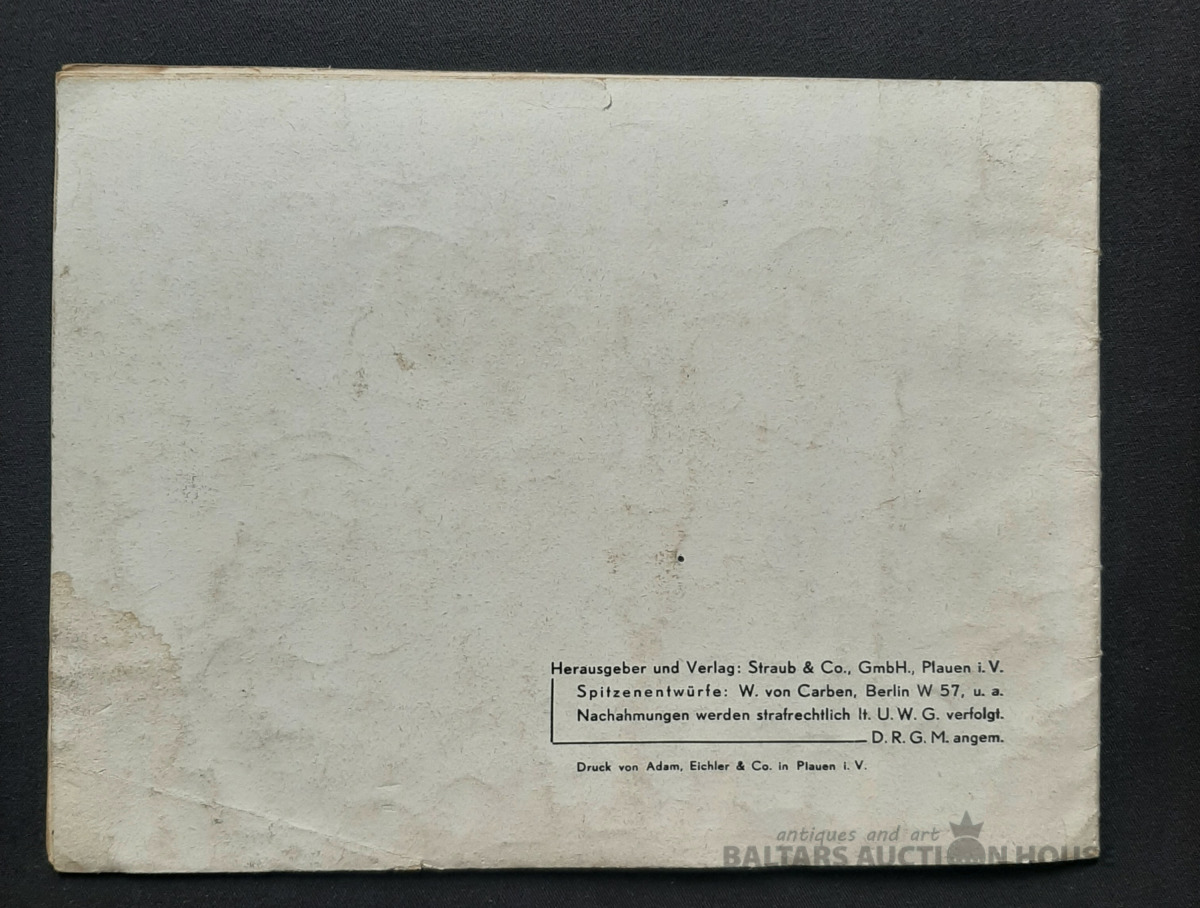 Herausgeber und Verlag: Straub & Co., GmbH., Plauen i. V.
Spitzenentwürfe: W. von Carben, Berlin W 57, u. a.
Nachahmungen werden strafrechtlich lt. U. W. G. verfolgt.
D. R. G. M. angem.
Druck von Adam, Eichler & Co. in Plauen i. V.
antiques and art
BALTARS AUCTION HOUS